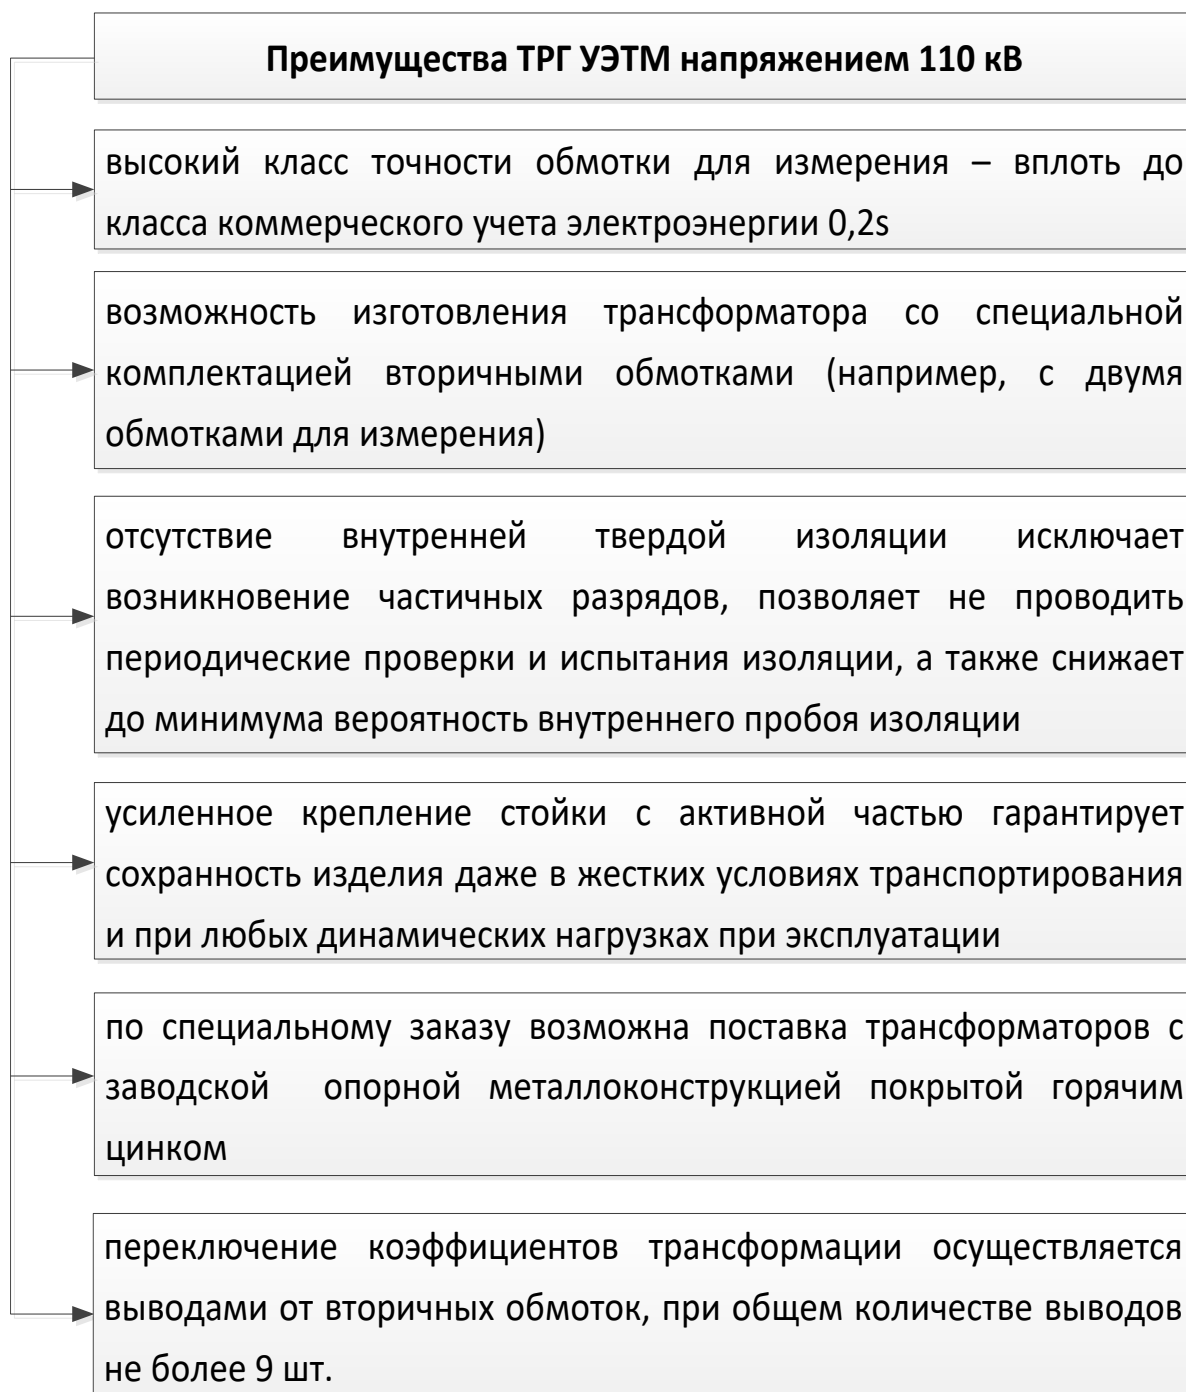 Преимущества ТРГ УЭТМ напряжением 110 кВ
высокий класс точности обмотки для измерения – вплоть до
класса коммерческого учета электроэнергии 0,2s
возможность изготовления трансформатора со специальной
комплектацией вторичными обмотками (например, с двумя
обмотками для измерения)
отсутствие внутренней твердой изоляции исключает
возникновение частичных разрядов, позволяет не проводить
периодические проверки и испытания изоляции, а также снижает
до минимума вероятность внутреннего пробоя изоляции
усиленное крепление стойки с активной частью гарантирует
сохранность изделия даже в жестких условиях транспортирования
и при любых динамических нагрузках при эксплуатации
по специальному заказу возможна поставка трансформаторов с
заводской опорной металлоконструкцией покрытой горячим
цинком
переключение коэффициентов трансформации осуществляется
выводами от вторичных обмоток, при общем количестве выводов
не более 9 шт.